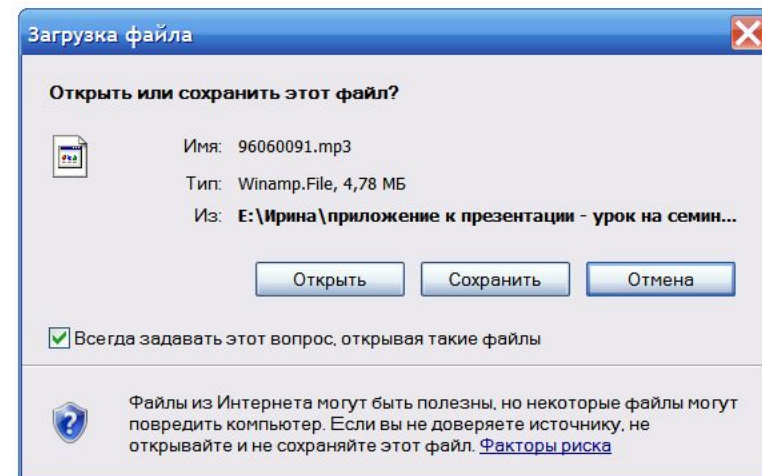 Загрузка файла
Открыть или сохранить этот файл?
Имя: 96060091.mp3
Тип: Winamp.File, 4,78 МБ
Из: E:\Ирина\приложение к презентации - урок на семин...
Открыть Сохранить Отмена
Всегда задавать этот вопрос, открывая такие файлы
Файлы из Интернета могут быть полезны, но некоторые файлы могут
повредить компьютер. Если вы не доверяете источнику, не
открывайте и не сохраняйте этот файл. Факторы риска